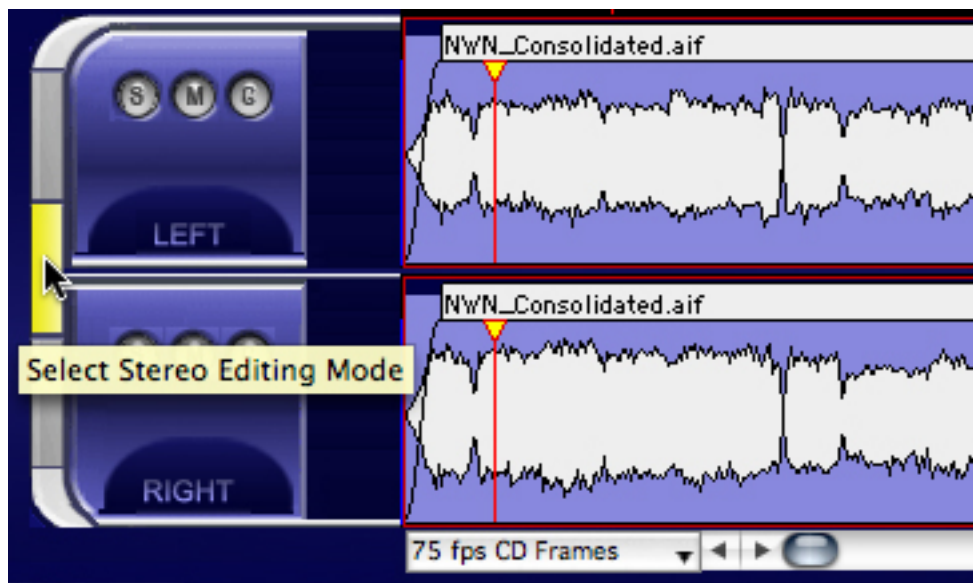 NWN_Consolidated.aif
S M C
LEFT
NWN_Consolidated.aif
Select Stereo Editing Mode
RIGHT
75 fps CD Frames